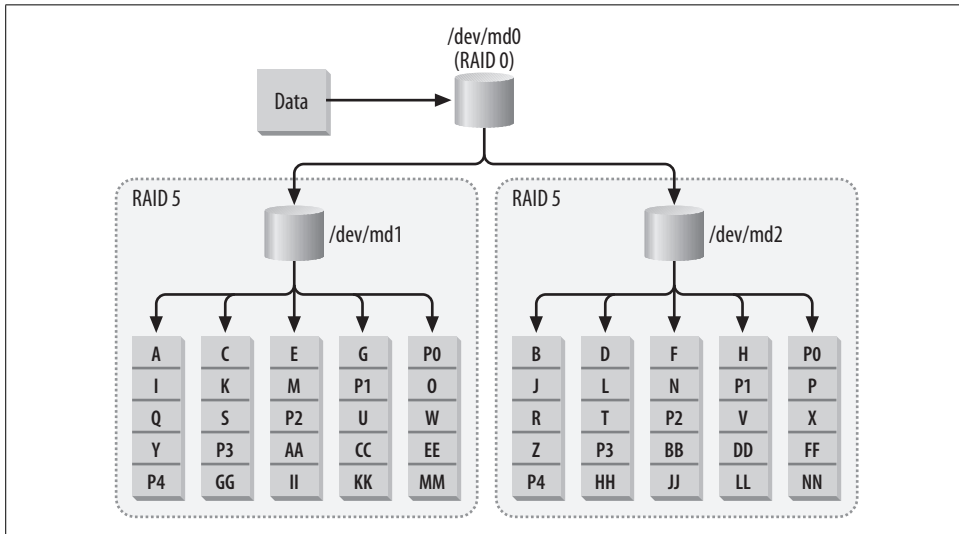 /dev/md0
(RAID 0)
Data
RAID 5
/dev/md1
A C E G P0
I K M P1 O
Q S P2 U W
Y P3 AA CC EE
P4 GG II KK MM
RAID 5
/dev/md2
B D F H P0
J L N P1 P
R T P2 V X
Z P3 BB DD FF
P4 HH JJ LL NN